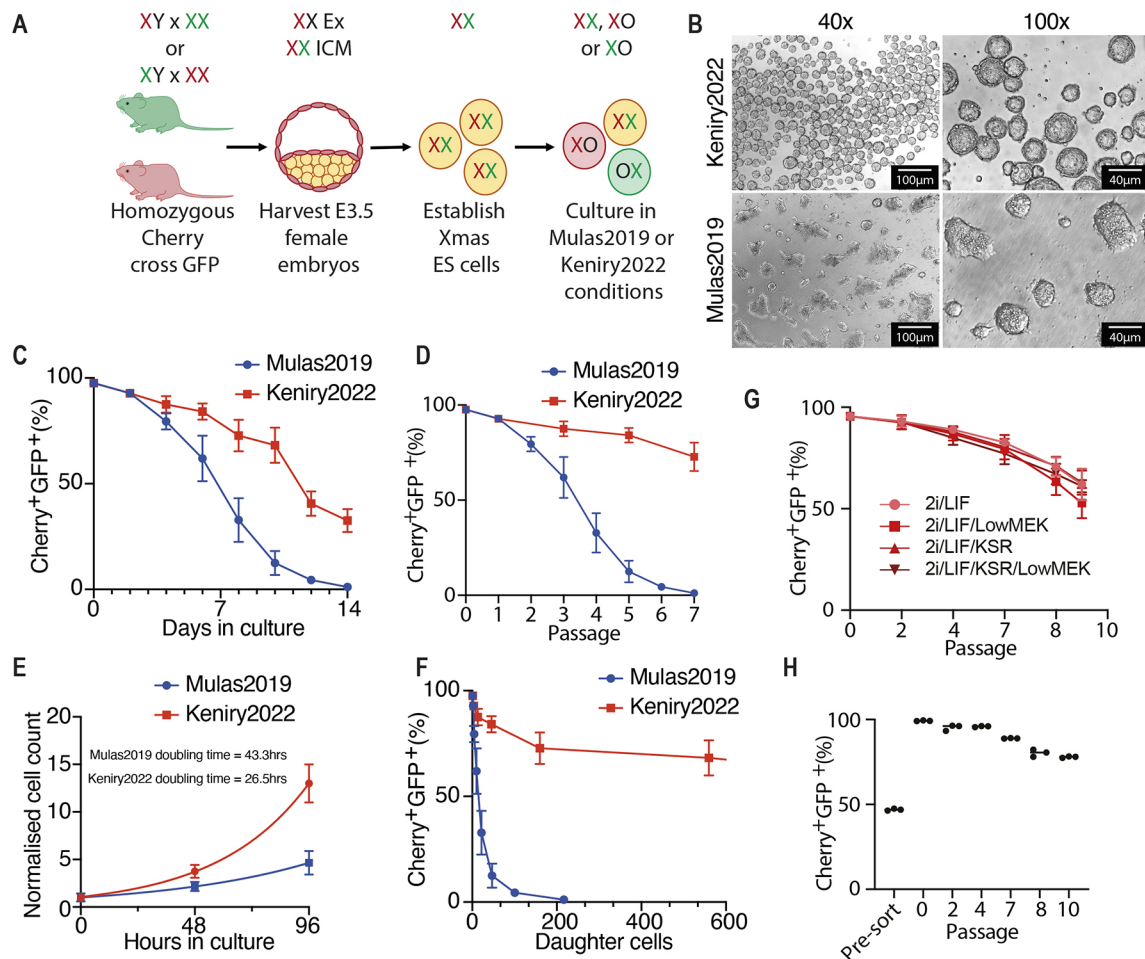 A
XY x XX
or
XY x XX
XX Ex
XX ICM
XX
XX, XO
or XO
XX
XX
XX
XO
XX
OX
Homozygous
Cherry
cross GFP
Harvest E3.5
female
embryos
Establish
Xmas
ES cells
Culture in
Mulas2019 or
Keniry2022
conditions
B
40x
100x
Keniry2022
Mulas2019
100µm
40µm
100µm
40µm
C
Mulas2019
Keniry2022
Cherry+GFP+(%)
100
50
0
0
7
14
Days in culture
D
Mulas2019
Keniry2022
Cherry+GFP +(%)
100
50
0
0 1 2 3 4 5 6 7
Passage
G
Cherry+GFP +(%)
100
50
0
2i/LIF
2i/LIF/LowMEK
2i/LIF/KSR
2i/LIF/KSR/LowMEK
0 2 4 7 8 10
Passage
E
Mulas2019
Keniry2022
Normalised cell count
20
15
10
5
0
Mulas2019 doubling time = 43.3hrs
Keniry2022 doubling time = 26.5hrs
0
48
96
Hours in culture
F
Mulas2019
Keniry2022
Cherry+GFP+(%)
100
50
0
0 200 400 600
Daughter cells
H
Cherry+GFP +(%)
100
50
0
Pre-sort 0 2 4 7 8 10
Passage